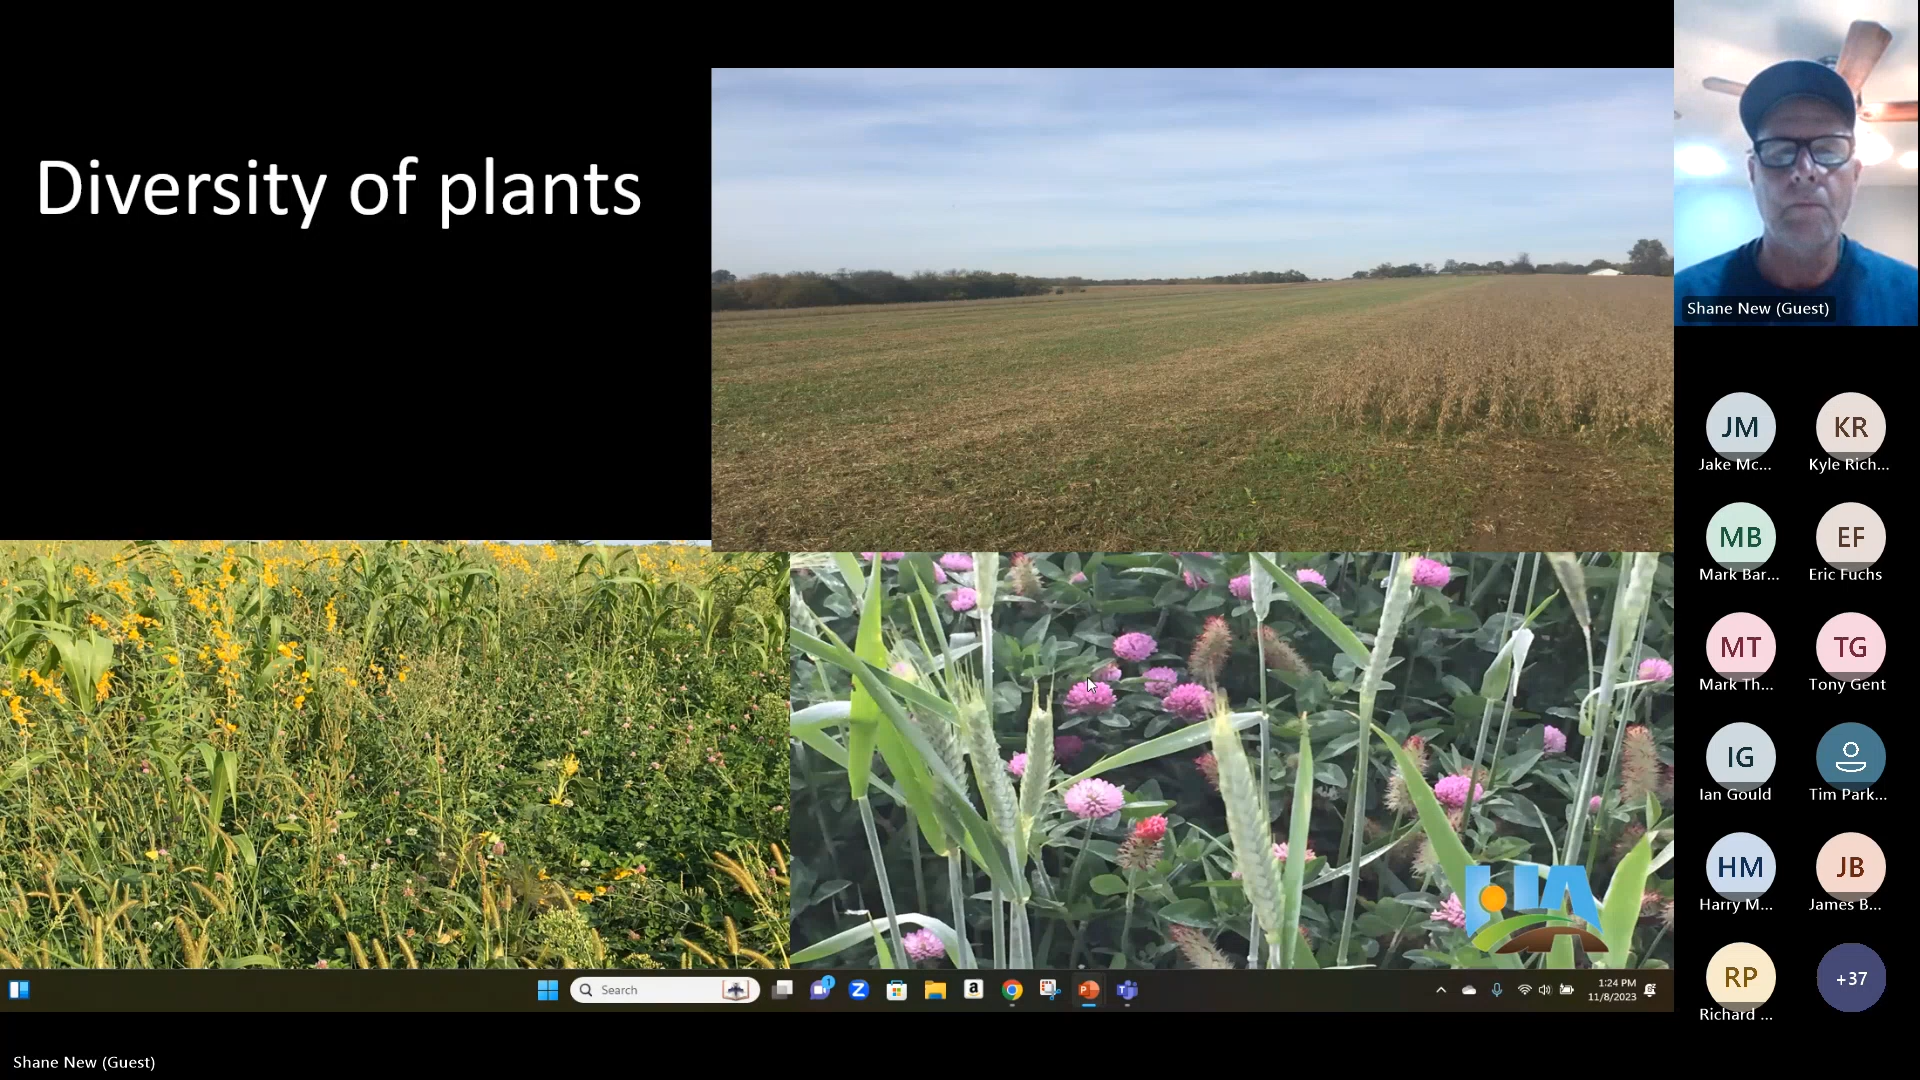 Diversity of plants
Shane New (Guest)
JM
KR
Jake Mc...
Kyle Rich...
MB
EF
Mark Bar...
Eric Fuchs
MT
TG
Mark Th...
Tony Gent
IG
Ian Gould
Tim Park...
HM
JB
Harry M...
James B...
RP
+37
Richard ...
Search
1:24 PM
11/8/2023
Shane New (Guest)